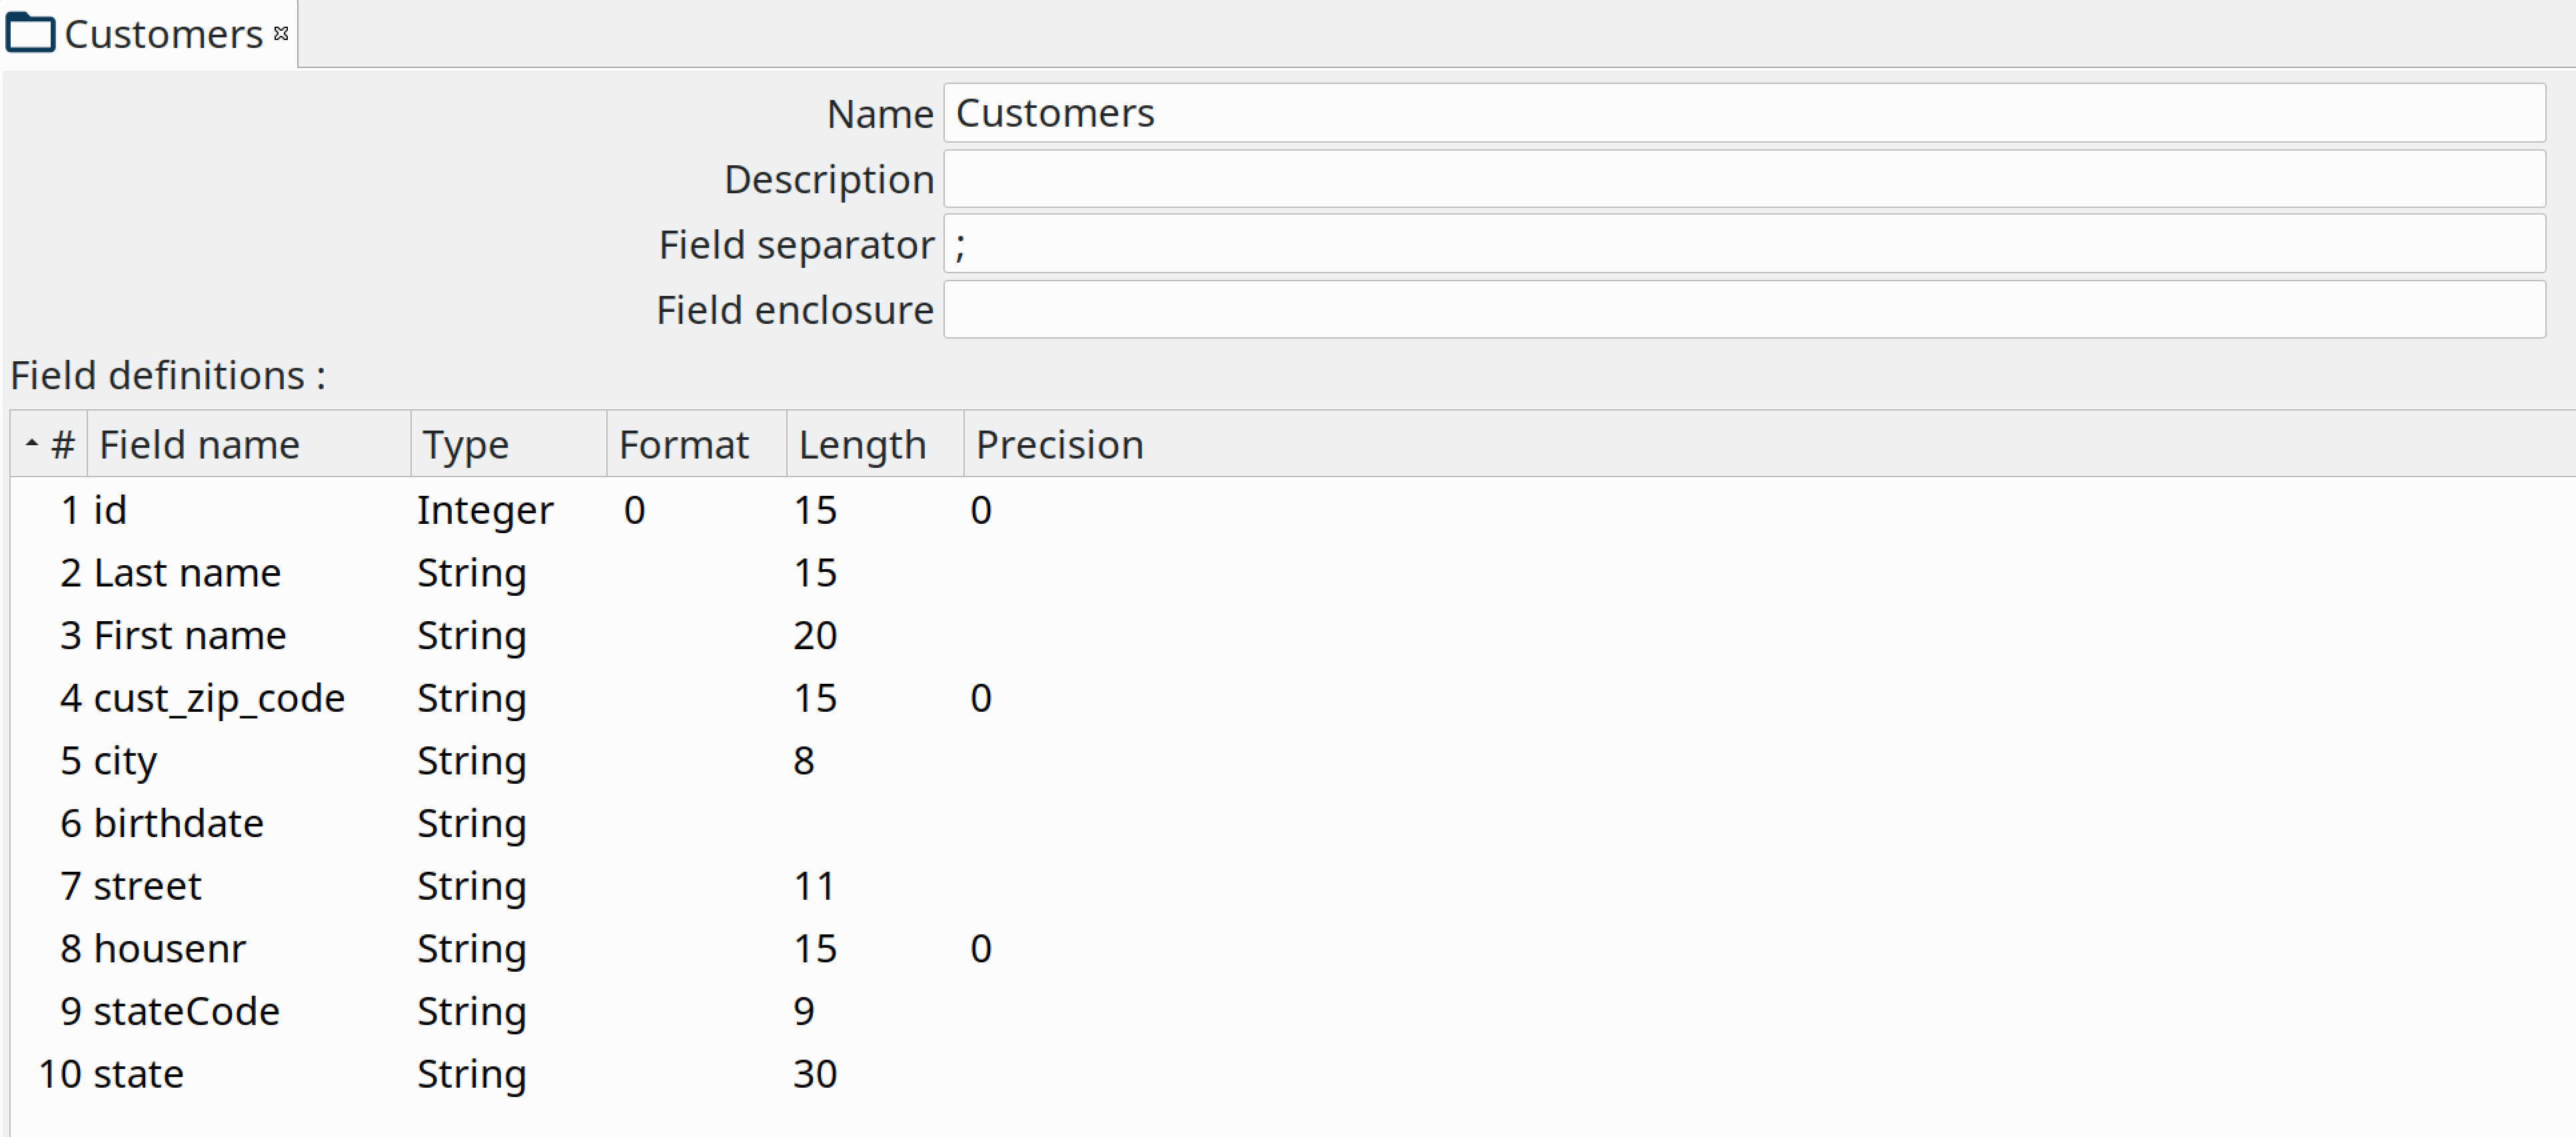 Customers
Name Customers
Description
Field separator ;
Field enclosure
Field definitions :
# Field name Type Format Length Precision
1 id Integer 0 15 0
2 Last name String 15
3 First name String 20
4 cust_zip_code String 15 0
5 city String 8
6 birthdate String
7 street String 11
8 housenr String 15 0
9 stateCode String 9
10 state String 30